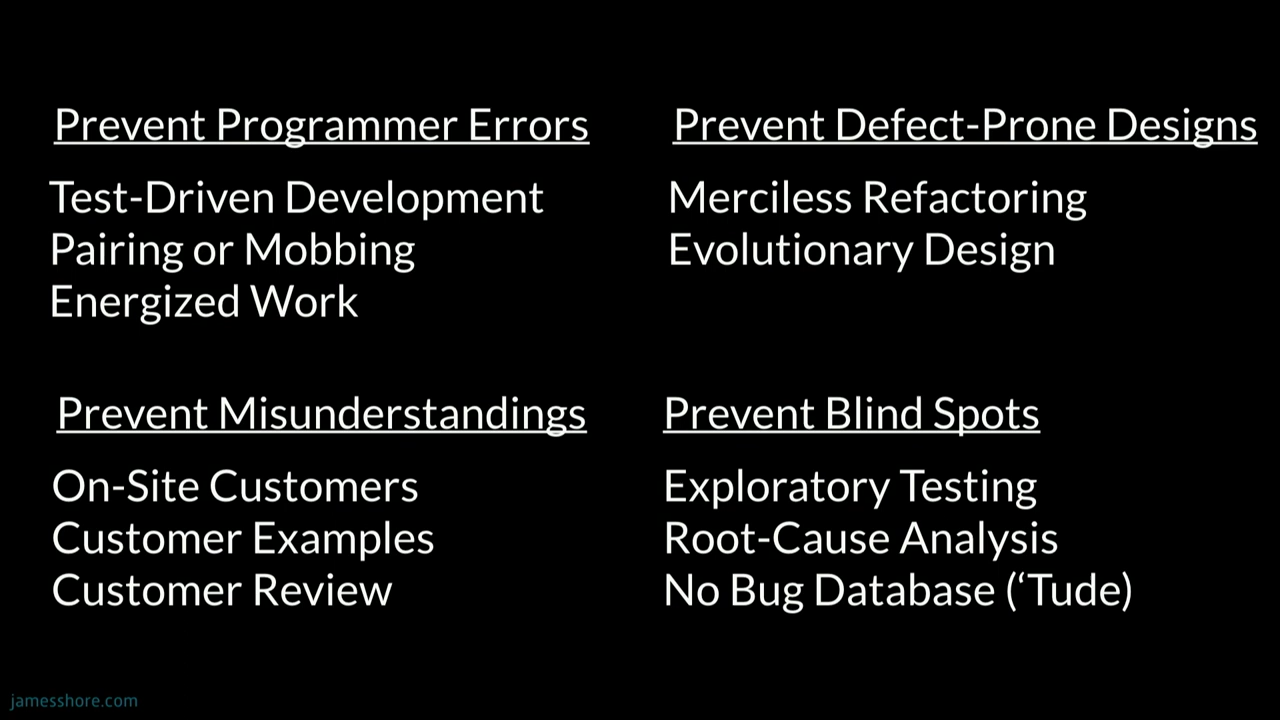 Prevent Programmer Errors
Test-Driven Development
Pairing or Mobbing
Energized Work
Prevent Defect-Prone Designs
Merciless Refactoring
Evolutionary Design
Prevent Misunderstandings
On-Site Customers
Customer Examples
Customer Review
Prevent Blind Spots
Exploratory Testing
Root-Cause Analysis
No Bug Database (‘Tude)
jamesshore.com